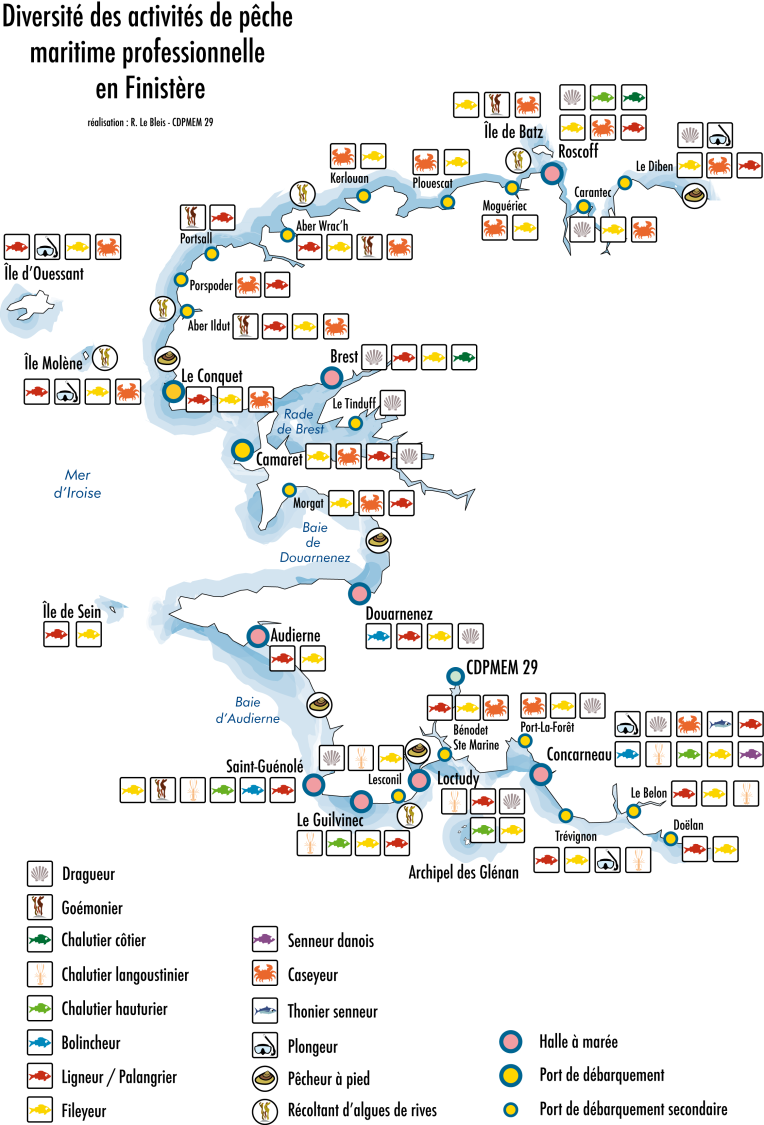 Diversité des activités de pêche
maritime professionnelle
en Finistère
réalisation : R. Le Bleis - CDPMEM 29
Île de Batz
Roscoff
Le Diben
Kerlouan
Plouescat
Moguériec
Carantec
Portsall
Aber Wrac'h
Île d'Ouessant
Porspoder
Aber Ildut
Île Molène
Le Conquet
Brest
Le Tinduff
Rade
de Brest
Camaret
Mer
d'Iroise
Morgat
Baie
de
Douarnenez
Île de Sein
Douarnenez
Audierne
CDPMEM 29
Baie
d'Audierne
Bénodet
Ste Marine
Port-La-Forêt
Concarneau
Saint-Guénolé
Lesconil
Loctudy
Le Belon
Le Guilvinec
Trévignon
Doëlan
Archipel des Glénan
Dragueur
Goémonier
Chalutier côtier
Chalutier langoustinier
Chalutier hauturier
Bolincheur
Ligneur / Palangrier
Fileyeur
Senneur danois
Caseyeur
Thonier senneur
Plongeur
Pêcheur à pied
Récoltant d'algues de rives
Halle à marée
Port de débarquement
Port de débarquement secondaire